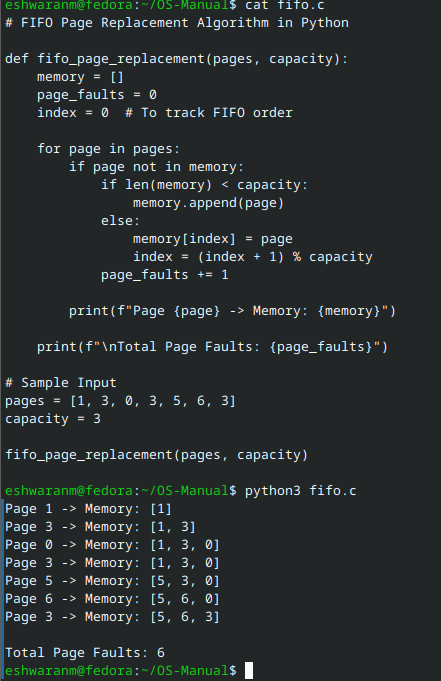 eshwaranm@fedora:~/OS-Manual$ cat fifo.c
# FIFO Page Replacement Algorithm in Python

def fifo_page_replacement(pages, capacity):
    memory = []
    page_faults = 0
    index = 0  # To track FIFO order

    for page in pages:
        if page not in memory:
            if len(memory) < capacity:
                memory.append(page)
            else:
                memory[index] = page
                index = (index + 1) % capacity
            page_faults += 1

        print(f"Page {page} -> Memory: {memory}")

    print(f"\nTotal Page Faults: {page_faults}")

# Sample Input
pages = [1, 3, 0, 3, 5, 6, 3]
capacity = 3

fifo_page_replacement(pages, capacity)

eshwaranm@fedora:~/OS-Manual$ python3 fifo.c
Page 1 -> Memory: [1]
Page 3 -> Memory: [1, 3]
Page 0 -> Memory: [1, 3, 0]
Page 3 -> Memory: [1, 3, 0]
Page 5 -> Memory: [5, 3, 0]
Page 6 -> Memory: [5, 6, 0]
Page 3 -> Memory: [5, 6, 3]

Total Page Faults: 6
eshwaranm@fedora:~/OS-Manual$